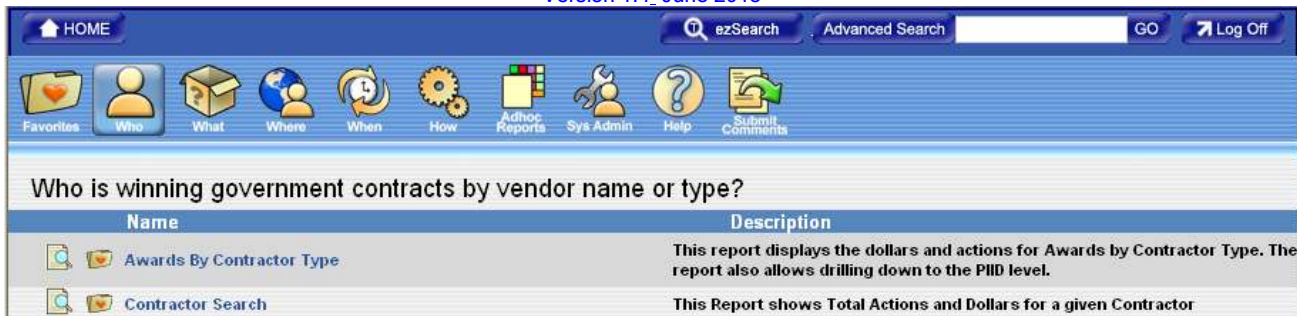 HOME ezSearch Advanced Search GO Log Off
Favorites Who What Where When How Adhoc Reports Sys Admin Help Submit Comments
Who is winning government contracts by vendor name or type?
Name Description
Awards By Contractor Type This report displays the dollars and actions for Awards by Contractor Type. The
report also allows drilling down to the PIID level.
Contractor Search This Report shows Total Actions and Dollars for a given Contractor